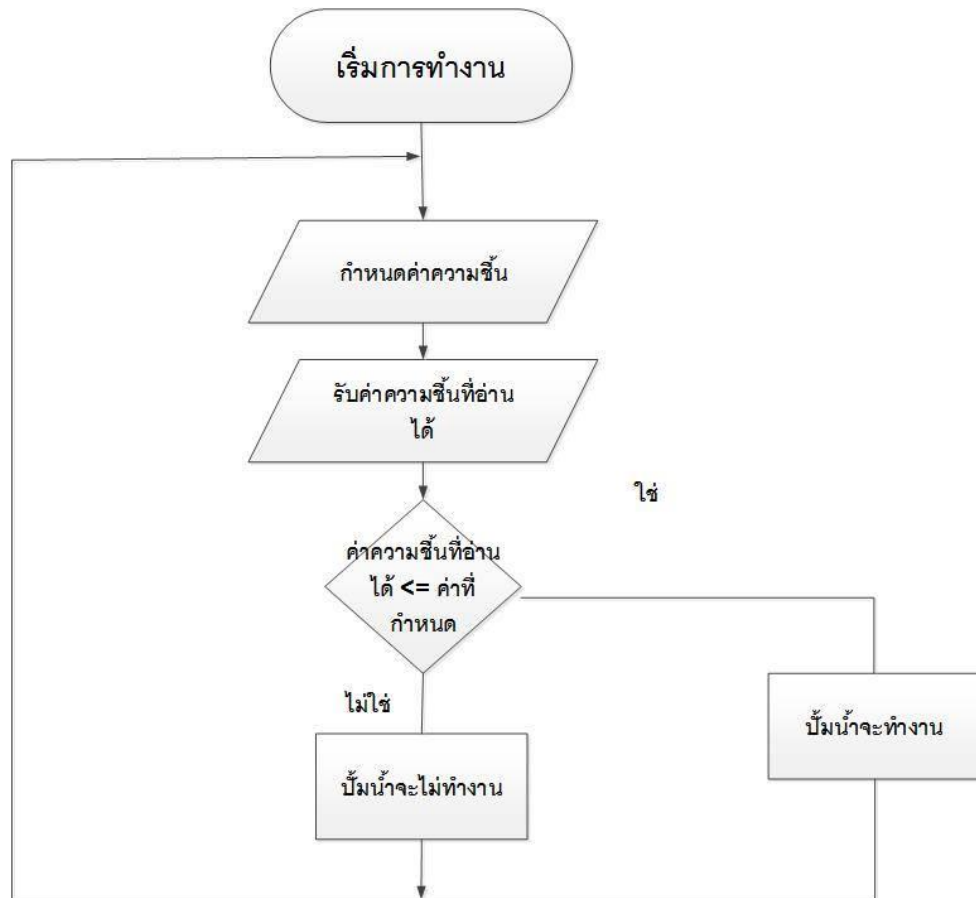 เริ่มการทำงาน
กำหนดค่าความชื้น
รับค่าความชื้นที่อ่าน
ได้
ใช่
ค่าความชื้นที่อ่าน
ได้ <= ค่าที่
กำหนด
ไม่ใช่
ปั้มน้ำจะทำงาน
ปั้มน้ำจะไม่ทำงาน